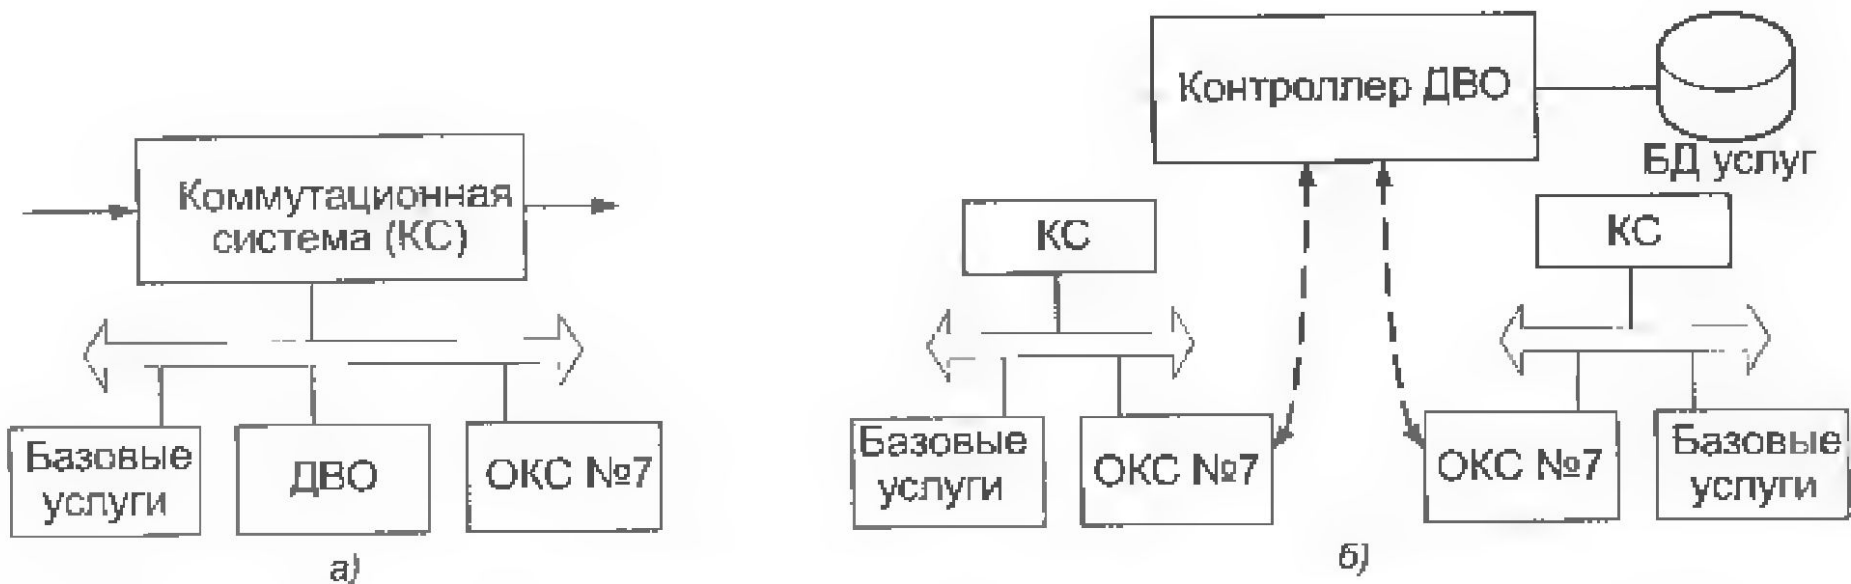 Коммутационная
система (КС)
Базовые
услуги
ДВО
ОКС №7
а)
Контроллер ДВО
БД услуг
КС
КС
Базовые
услуги
ОКС №7
ОКС №7
Базовые
услуги
б)